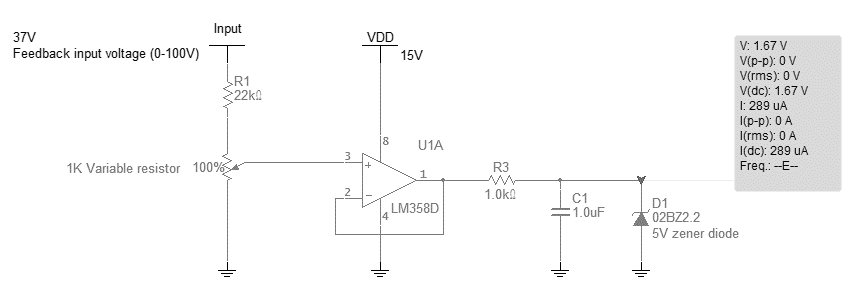 37V
Feedback input voltage (0-100V)
Input
VDD
15V
R1
22kΩ
1K Variable resistor
100%
3
+
2
−
8
4
1
U1A
LM358D
R3
1.0kΩ
C1
1.0uF
D1
02BZ2.2
5V zener diode
V: 1.67 V
V(p-p): 0 V
V(rms): 0 V
V(dc): 1.67 V
I: 289 uA
I(p-p): 0 A
I(rms): 0 A
I(dc): 289 uA
Freq.: --E--